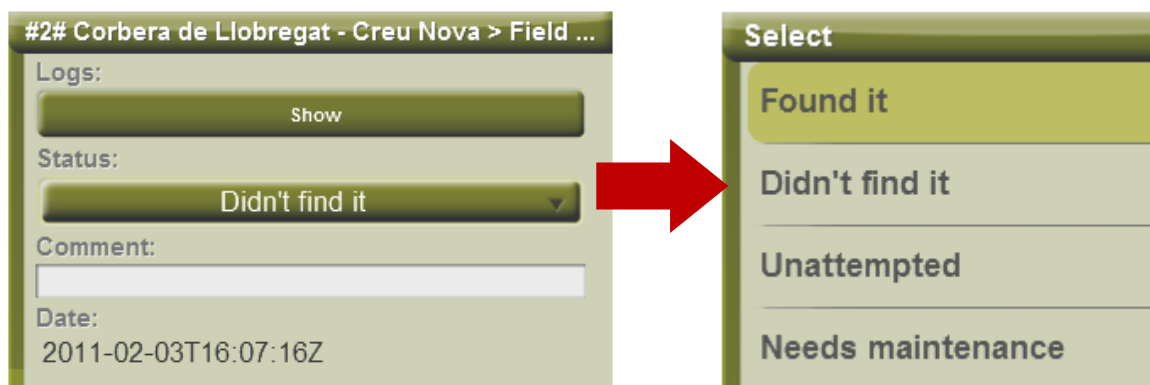 #2# Corbera de Llobregat - Creu Nova > Field ...
Logs:
Show
Status:
Didn't find it
Comment:
Date:
2011-02-03T16:07:16Z
Select
Found it
Didn't find it
Unattempted
Needs maintenance